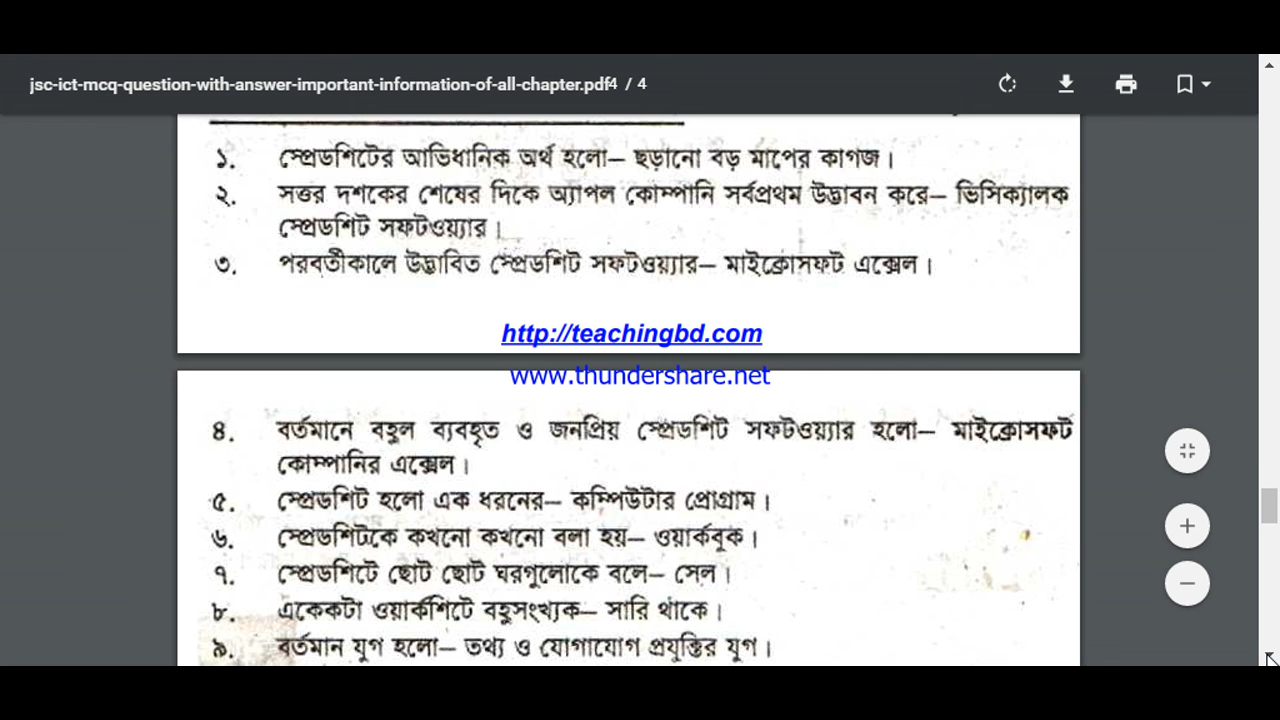 jsc-ict-mcq-question-with-answer-important-information-of-all-chapter.pdf4 / 4
১. স্প্রেডশিটের আভিধানিক অর্থ হলো– ছড়ানো বড় মাপের কাগজ।
২. সত্তর দশকের শেষের দিকে অ্যাপল কোম্পানি সর্বপ্রথম উদ্ভাবন করে– ভিসিক্যালক
স্প্রেডশিট সফটওয়্যার।
৩. পরবর্তীকালে উদ্ভাবিত স্প্রেডশিট সফটওয়্যার– মাইক্রোসফট এক্সেল।
http://teachingbd.com
www.thundershare.net
৪. বর্তমানে বহুল ব্যবহৃত ও জনপ্রিয় স্প্রেডশিট সফটওয়্যার হলো– মাইক্রোসফট
কোম্পানির এক্সেল।
৫. স্প্রেডশিট হলো এক ধরনের– কম্পিউটার প্রোগ্রাম।
৬. স্প্রেডশিটকে কখনো কখনো বলা হয়– ওয়ার্কবুক।
৭. স্প্রেডশিটে ছোট ছোট ঘরগুলোকে বলে– সেল।
৮. একেকটা ওয়ার্কশিটে বহুসংখ্যক– সারি থাকে।
৯. বর্তমান যুগ হলো– তথ্য ও যোগাযোগ প্রযুক্তির যুগ।